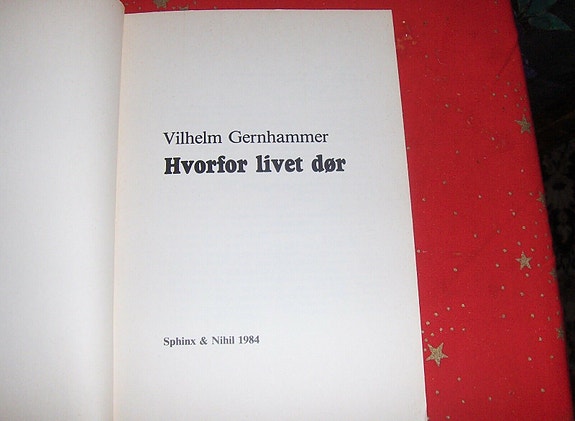 Vilhelm Gernhammer
Hvorfor livet dør
Sphinx & Nihil 1984